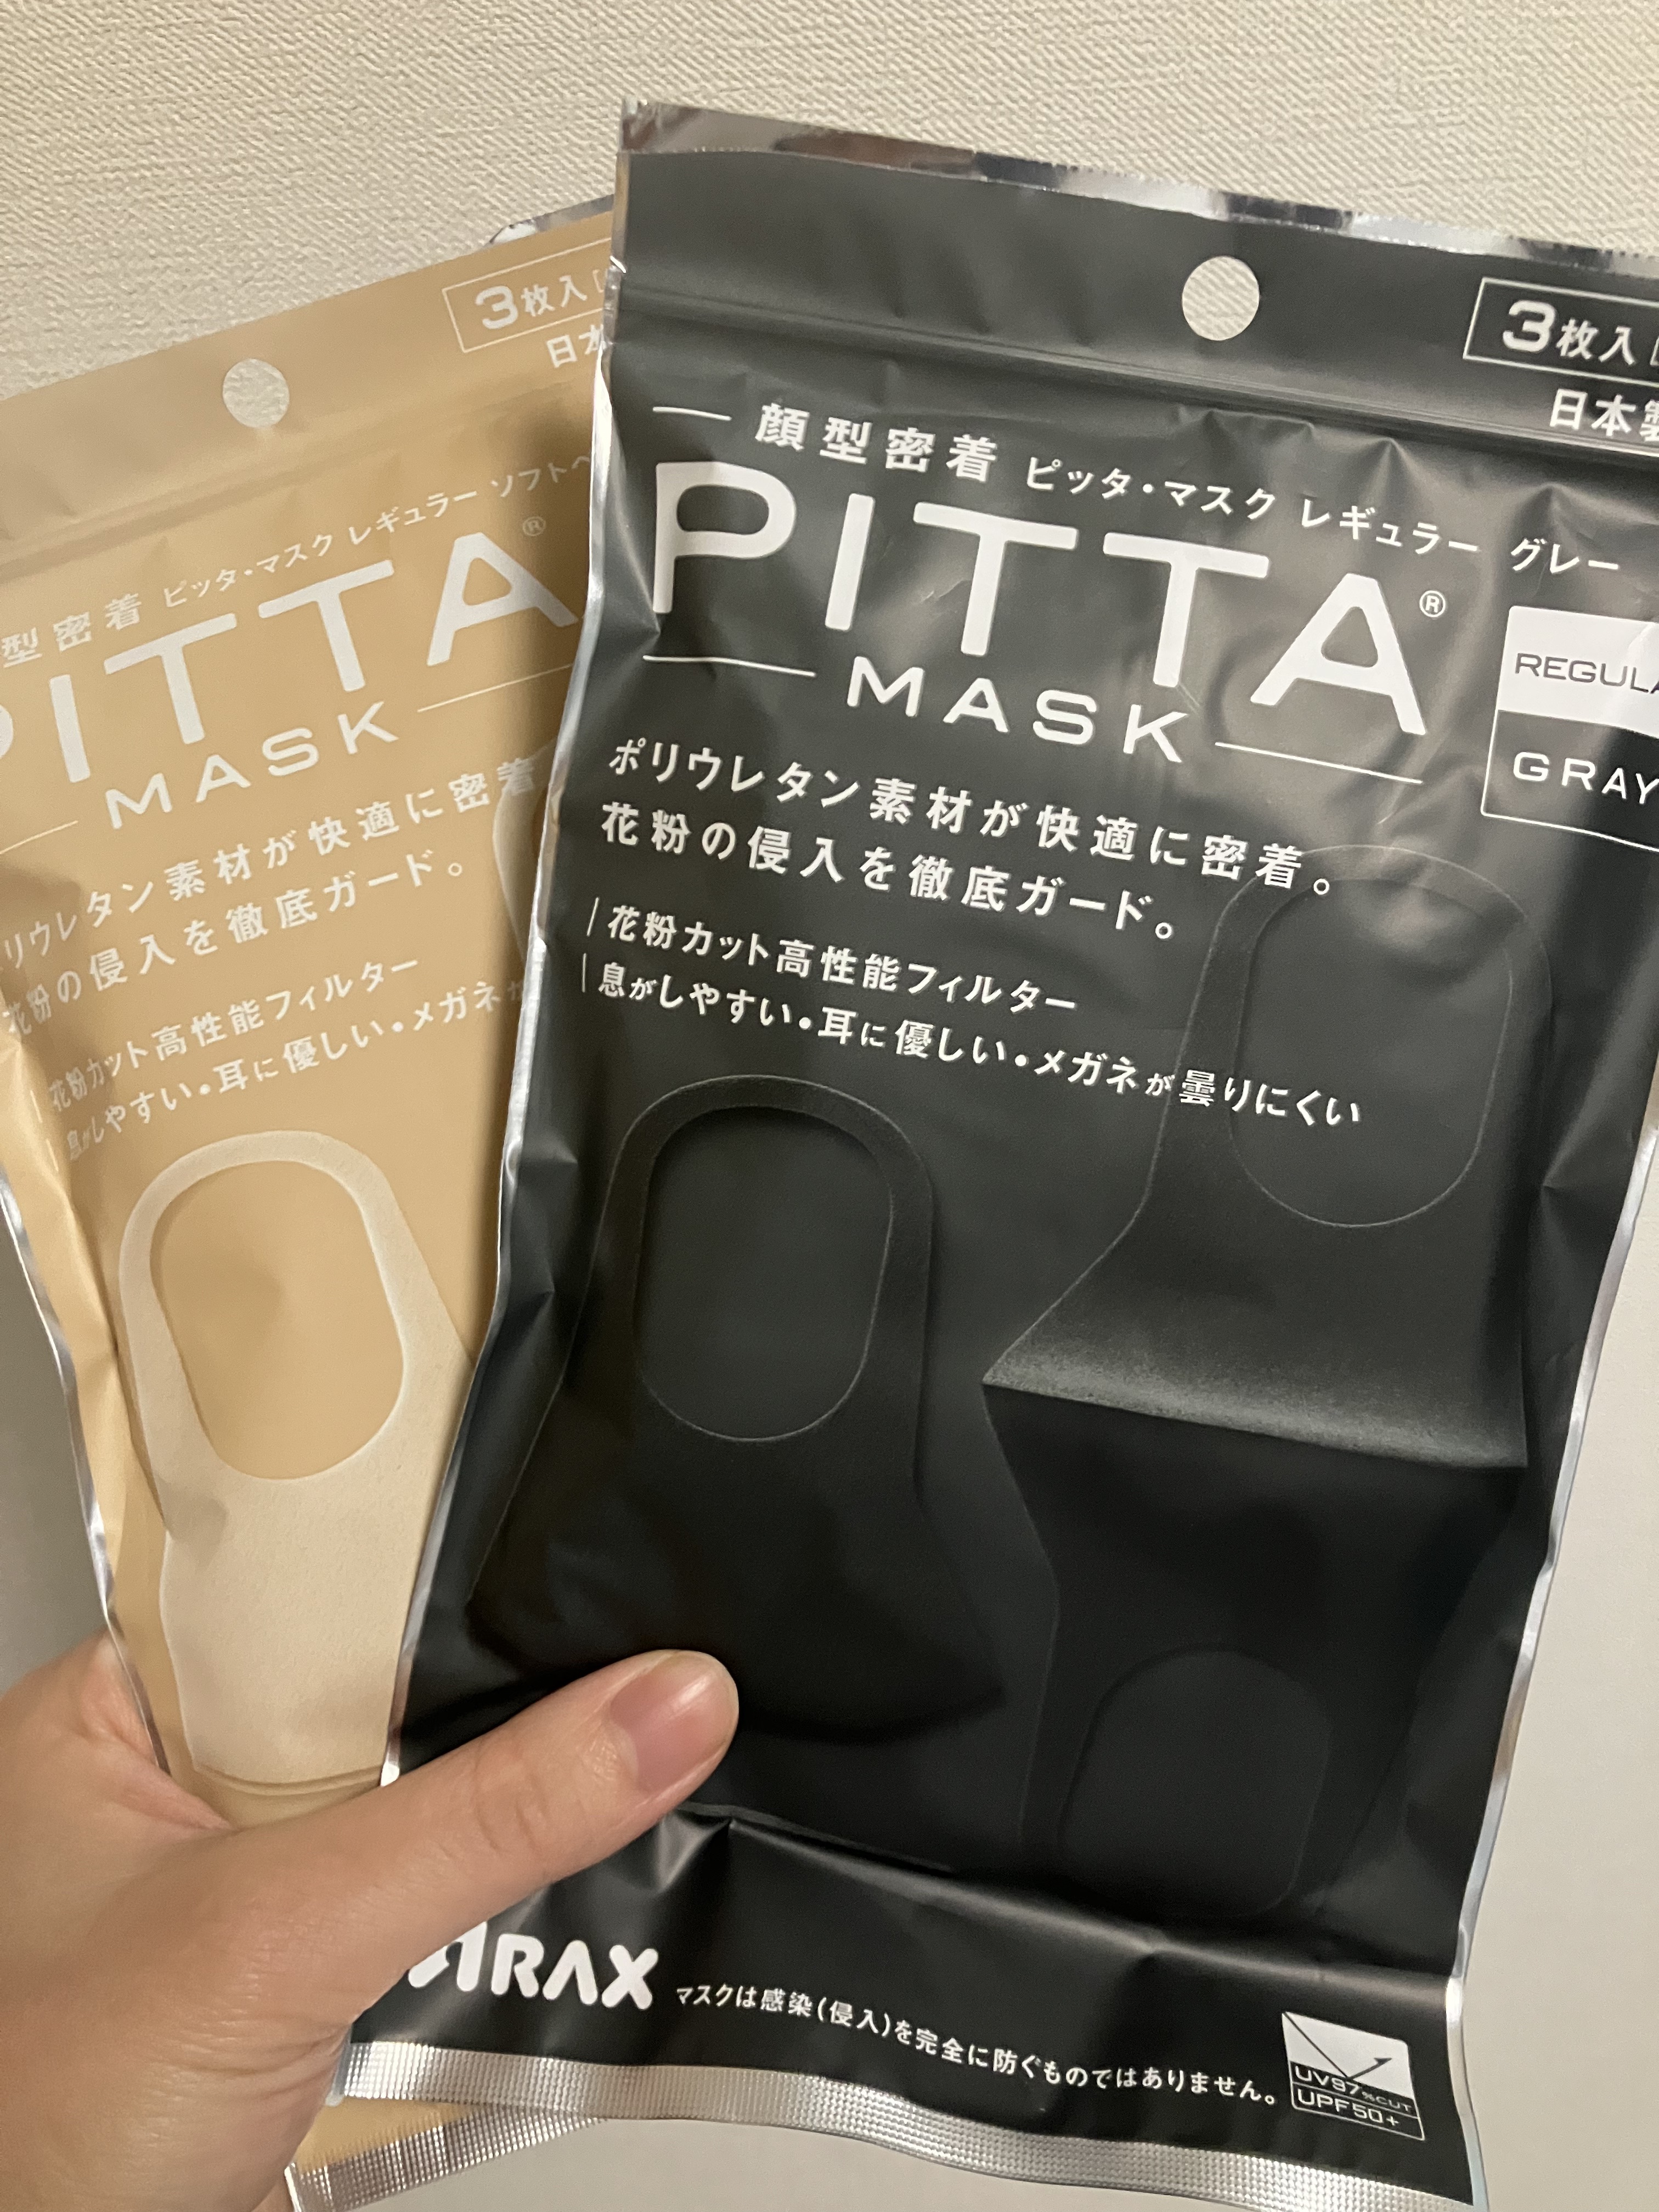 3枚入
日本
型密着 ピッタ・マスク レギュラー ソフトベ
PITTA®
MASK
リウレタン素材が快適に密着
花粉の侵入を徹底ガード。
花粉カット高性能フィルター
息がしやすい・耳に優しい・メガネ
3枚入
日本製
顔型密着 ピッタ・マスク レギュラー グレー
PITTA®
MASK
REGULA
GRAY
ポリウレタン素材が快適に密着。
花粉の侵入を徹底ガード。
花粉カット高性能フィルター
息がしやすい・耳に優しい・メガネが曇りにくい
ARAX
マスクは感染(侵入)を完全に防ぐものではありません。
UV97%CUT
UPF50+